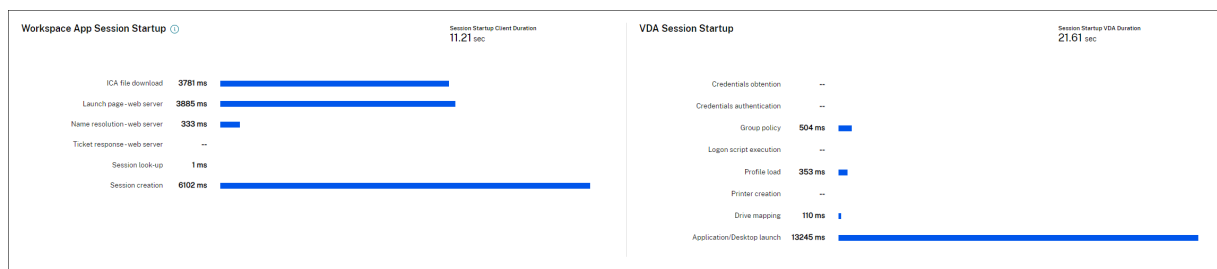 Workspace App Session Startup
Session Startup Client Duration
11.21 sec
ICA file download 3781 ms
Launch page-web server 3885 ms
Name resolution-web server 333 ms
Ticket response-web server --
Session look-up 1 ms
Session creation 6102 ms
VDA Session Startup
Session Startup VDA Duration
21.61 sec
Credentials obtention --
Credentials authentication --
Group policy 504 ms
Logon script execution --
Profile load 353 ms
Printer creation --
Drive mapping 110 ms
Application/Desktop launch 13245 ms